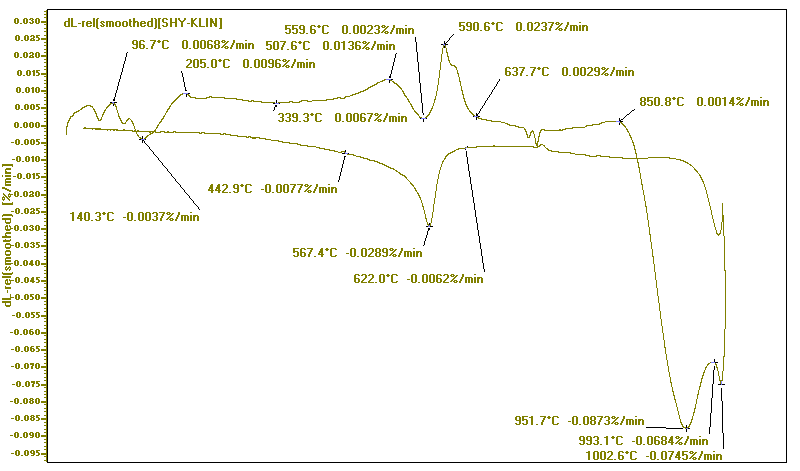 dL-rel(smoothed)[SHY-KLIN]
96.7°C 0.0068%/min
205.0°C 0.0096%/min
559.6°C 0.0023%/min
507.6°C 0.0136%/min
590.6°C 0.0237%/min
637.7°C 0.0029%/min
850.8°C 0.0014%/min
339.3°C 0.0067%/min
442.9°C -0.0077%/min
140.3°C -0.0037%/min
567.4°C -0.0289%/min
622.0°C -0.0062%/min
951.7°C -0.0873%/min
993.1°C -0.0684%/min
1002.6°C -0.0745%/min
dL-rel(smoothed), [%/min]
0.030
0.025
0.020
0.015
0.010
0.005
0.000
-0.005
-0.010
-0.015
-0.020
-0.025
-0.030
-0.035
-0.040
-0.045
-0.050
-0.055
-0.060
-0.065
-0.070
-0.075
-0.080
-0.085
-0.090
-0.095